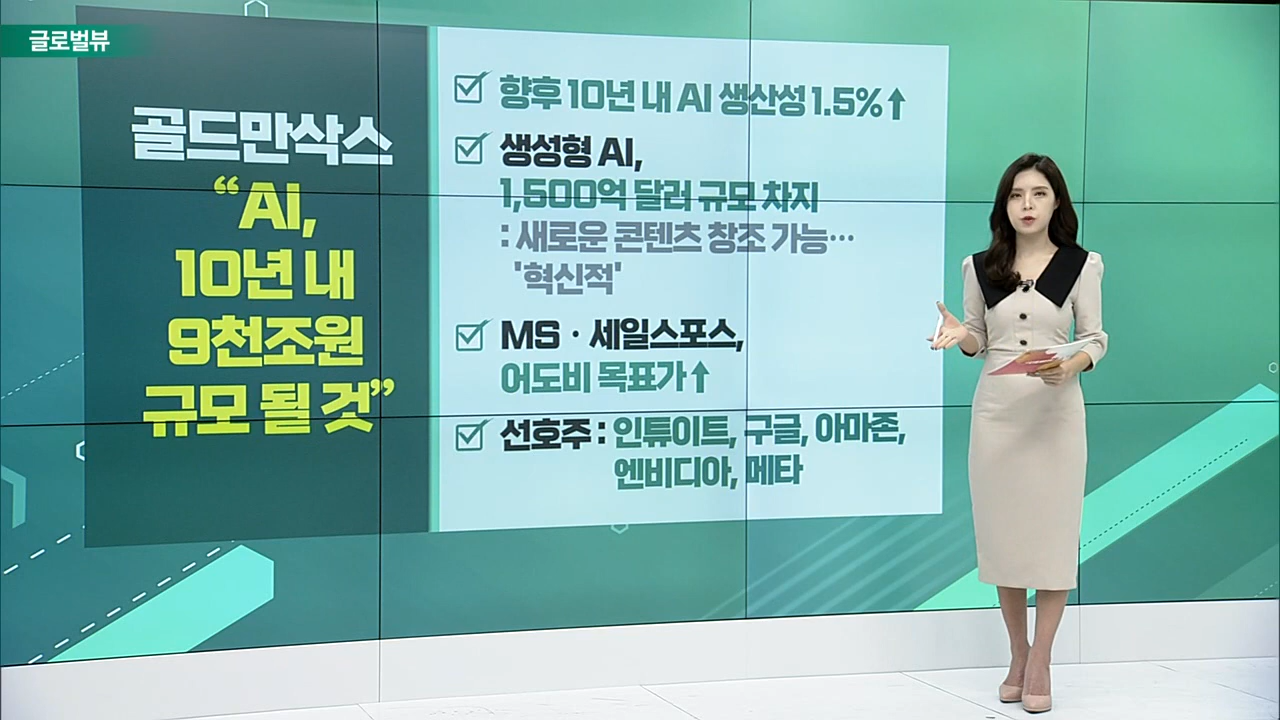 글로벌뷰
골드만삭스
“AI,
10년 내
9천조원
규모 될 것”
향후 10년 내 AI 생산성 1.5%↑
생성형 AI,
1,500억 달러 규모 차지
: 새로운 콘텐츠 창조 가능…
'혁신적'
MS · 세일스포스,
어도비 목표가↑
선호주 : 인튜이트, 구글, 아마존,
엔비디아, 메타